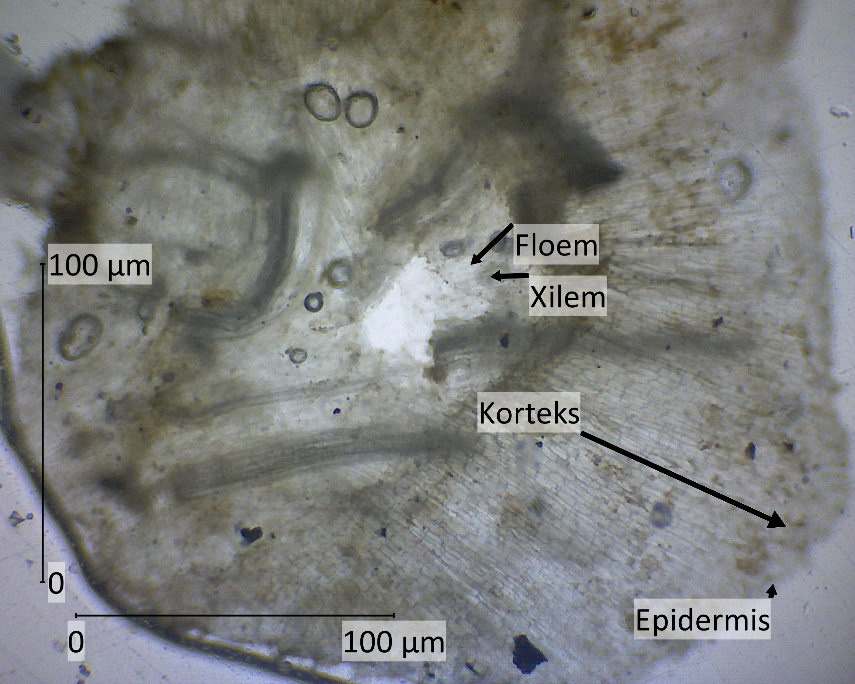 Floem
100 µm
Xilem
Korteks
0
Epidermis
0
100 µm